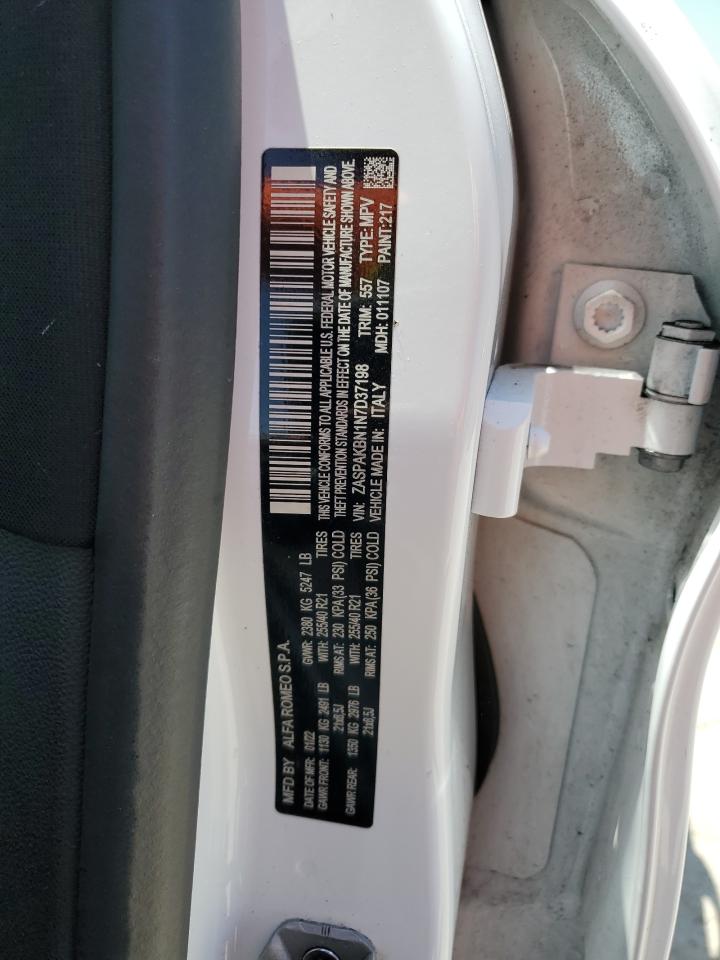 MFD BY ALFA ROMEO S.P.A.
DATE OF MFR: 01/22 GVWR: 2380 KG 5247 LB
GAWR FRONT: 1130 KG 2491 LB WITH: 255/40 R21 TIRES
21x8,5J RIMS AT: 230 KPA(33 PSI) COLD
GAWR REAR: 1350 KG 2976 LB WITH: 255/40 R21 TIRES
21x8,5J RIMS AT: 250 KPA(36 PSI) COLD
THIS VEHICLE CONFORMS TO ALL APPLICABLE U.S. FEDERAL MOTOR VEHICLE SAFETY AND
THEFT PREVENTION STANDARDS IN EFFECT ON THE DATE OF MANUFACTURE SHOWN ABOVE
VIN: ZASPAKBN1N7D37198 TRIM: 557 TYPE:MPV
VEHICLE MADE IN: ITALY MDH: 011107 PAINT:217